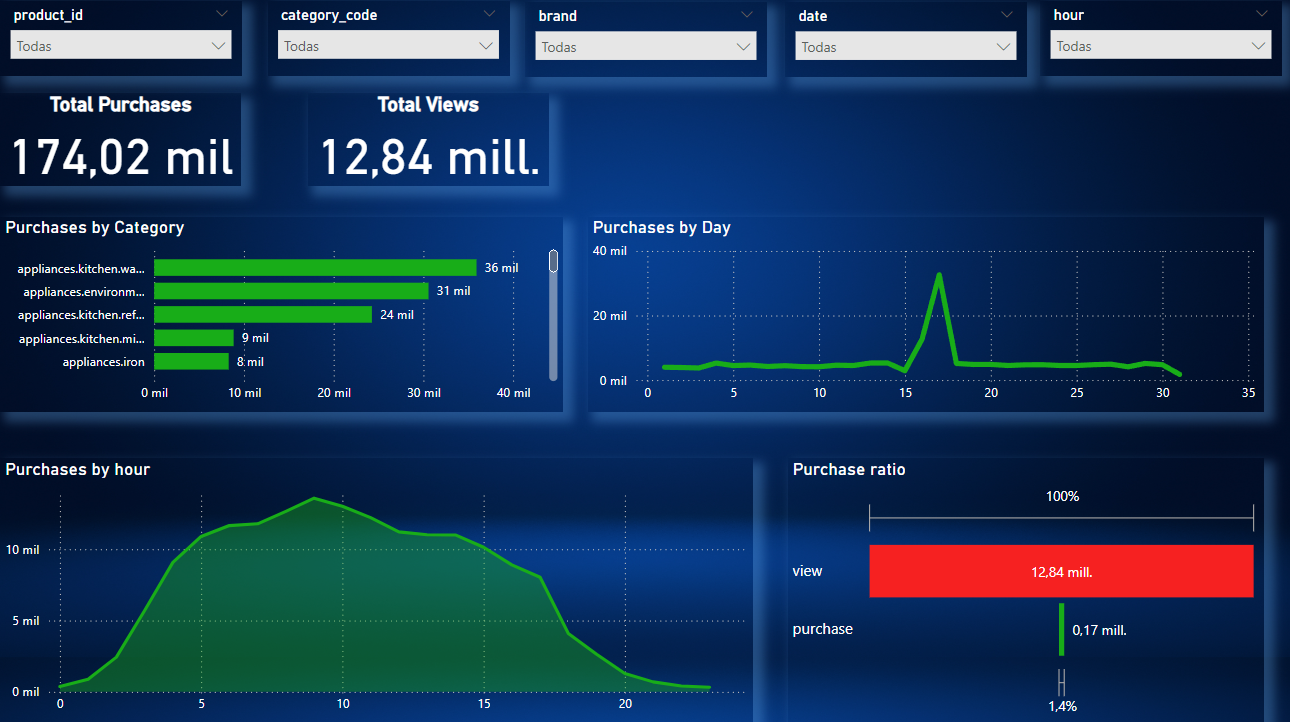 product_id
category_code
brand
date
hour
Todas
Todas
Todas
Todas
Todas
Total Purchases
Total Views
174,02 mil
12,84 mill.
Purchases by Category
appliances.kitchen.wa...
36 mil
appliances.environm...
31 mil
appliances.kitchen.ref...
24 mil
appliances.kitchen.mi...
9 mil
appliances.iron
8 mil
0 mil
10 mil
20 mil
30 mil
40 mil
Purchases by Day
40 mil
20 mil
0 mil
0
5
10
15
20
25
30
35
Purchases by hour
10 mil
5 mil
0 mil
0
5
10
15
20
Purchase ratio
100%
view
12,84 mill.
purchase
0,17 mill.
1,4%